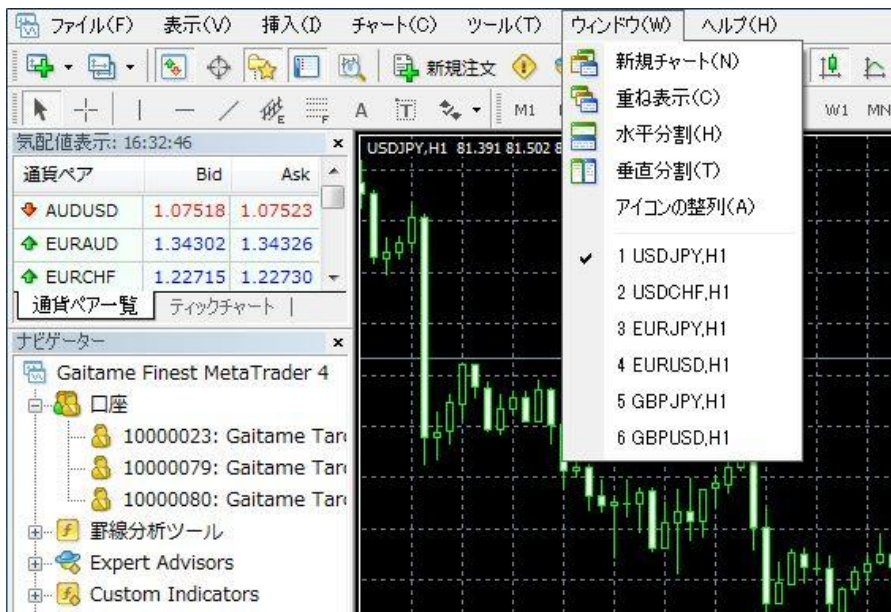 ファイル(F) 表示(V) 挿入(I) チャート(C) ツール(T) ウィンドウ(W) ヘルプ(H)
新規注文
E F A T M1 W1 MN
新規チャート(N)
重ね表示(C)
水平分割(H)
垂直分割(T)
アイコンの整列(A)
1 USDJPY,H1
2 USDCHF,H1
3 EURJPY,H1
4 EURUSD,H1
5 GBPJPY,H1
6 GBPUSD,H1
気配値表示: 16:32:46
通貨ペア Bid Ask
AUDUSD 1.07518 1.07523
EURAUD 1.34302 1.34326
EURCHF 1.22715 1.22730
通貨ペア一覧 ティックチャート
ナビゲーター
Gaitame Finest MetaTrader 4
口座
10000023: Gaitame
10000079: Gaitame
10000080: Gaitame
罫線分析ツール
Expert Advisors
Custom Indicators
USDJPY,H1 81.391 81.502